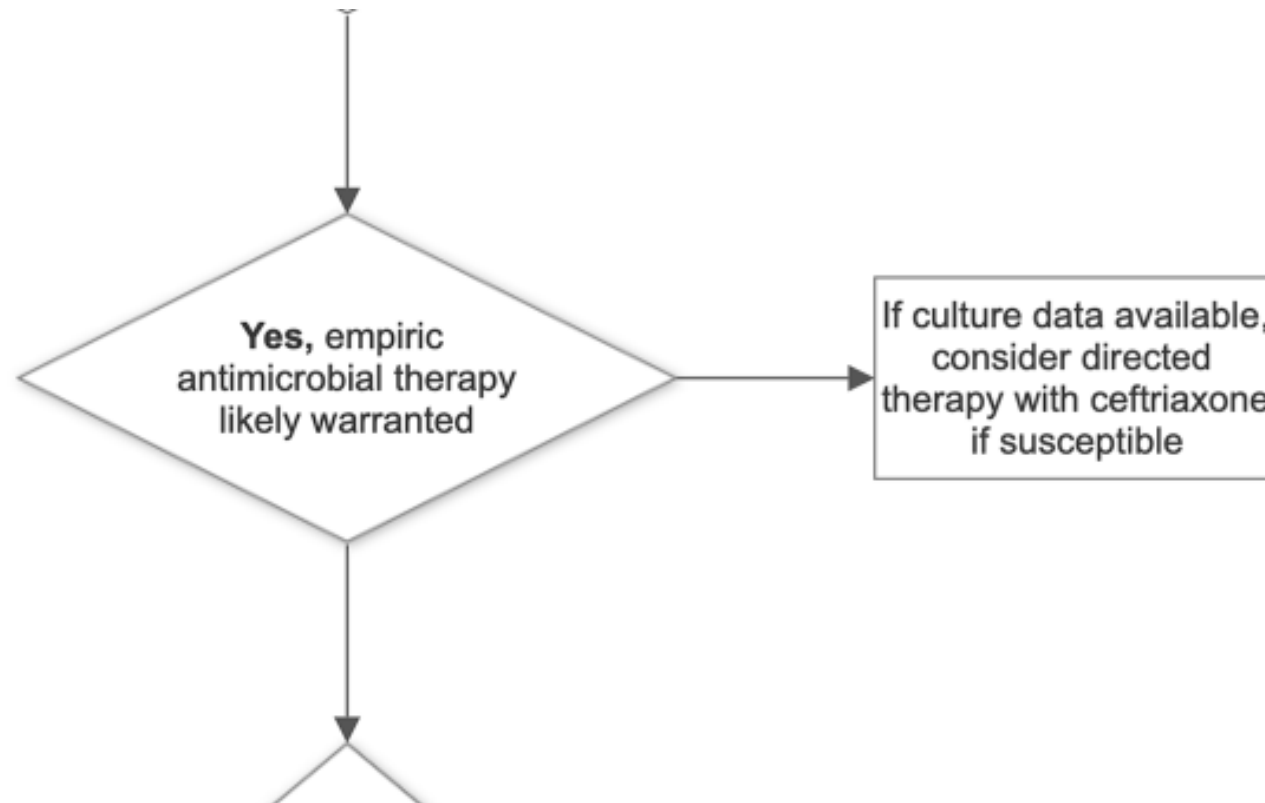 Yes, empiric
antimicrobial therapy
likely warranted
If culture data available,
consider directed
therapy with ceftriaxone
if susceptible